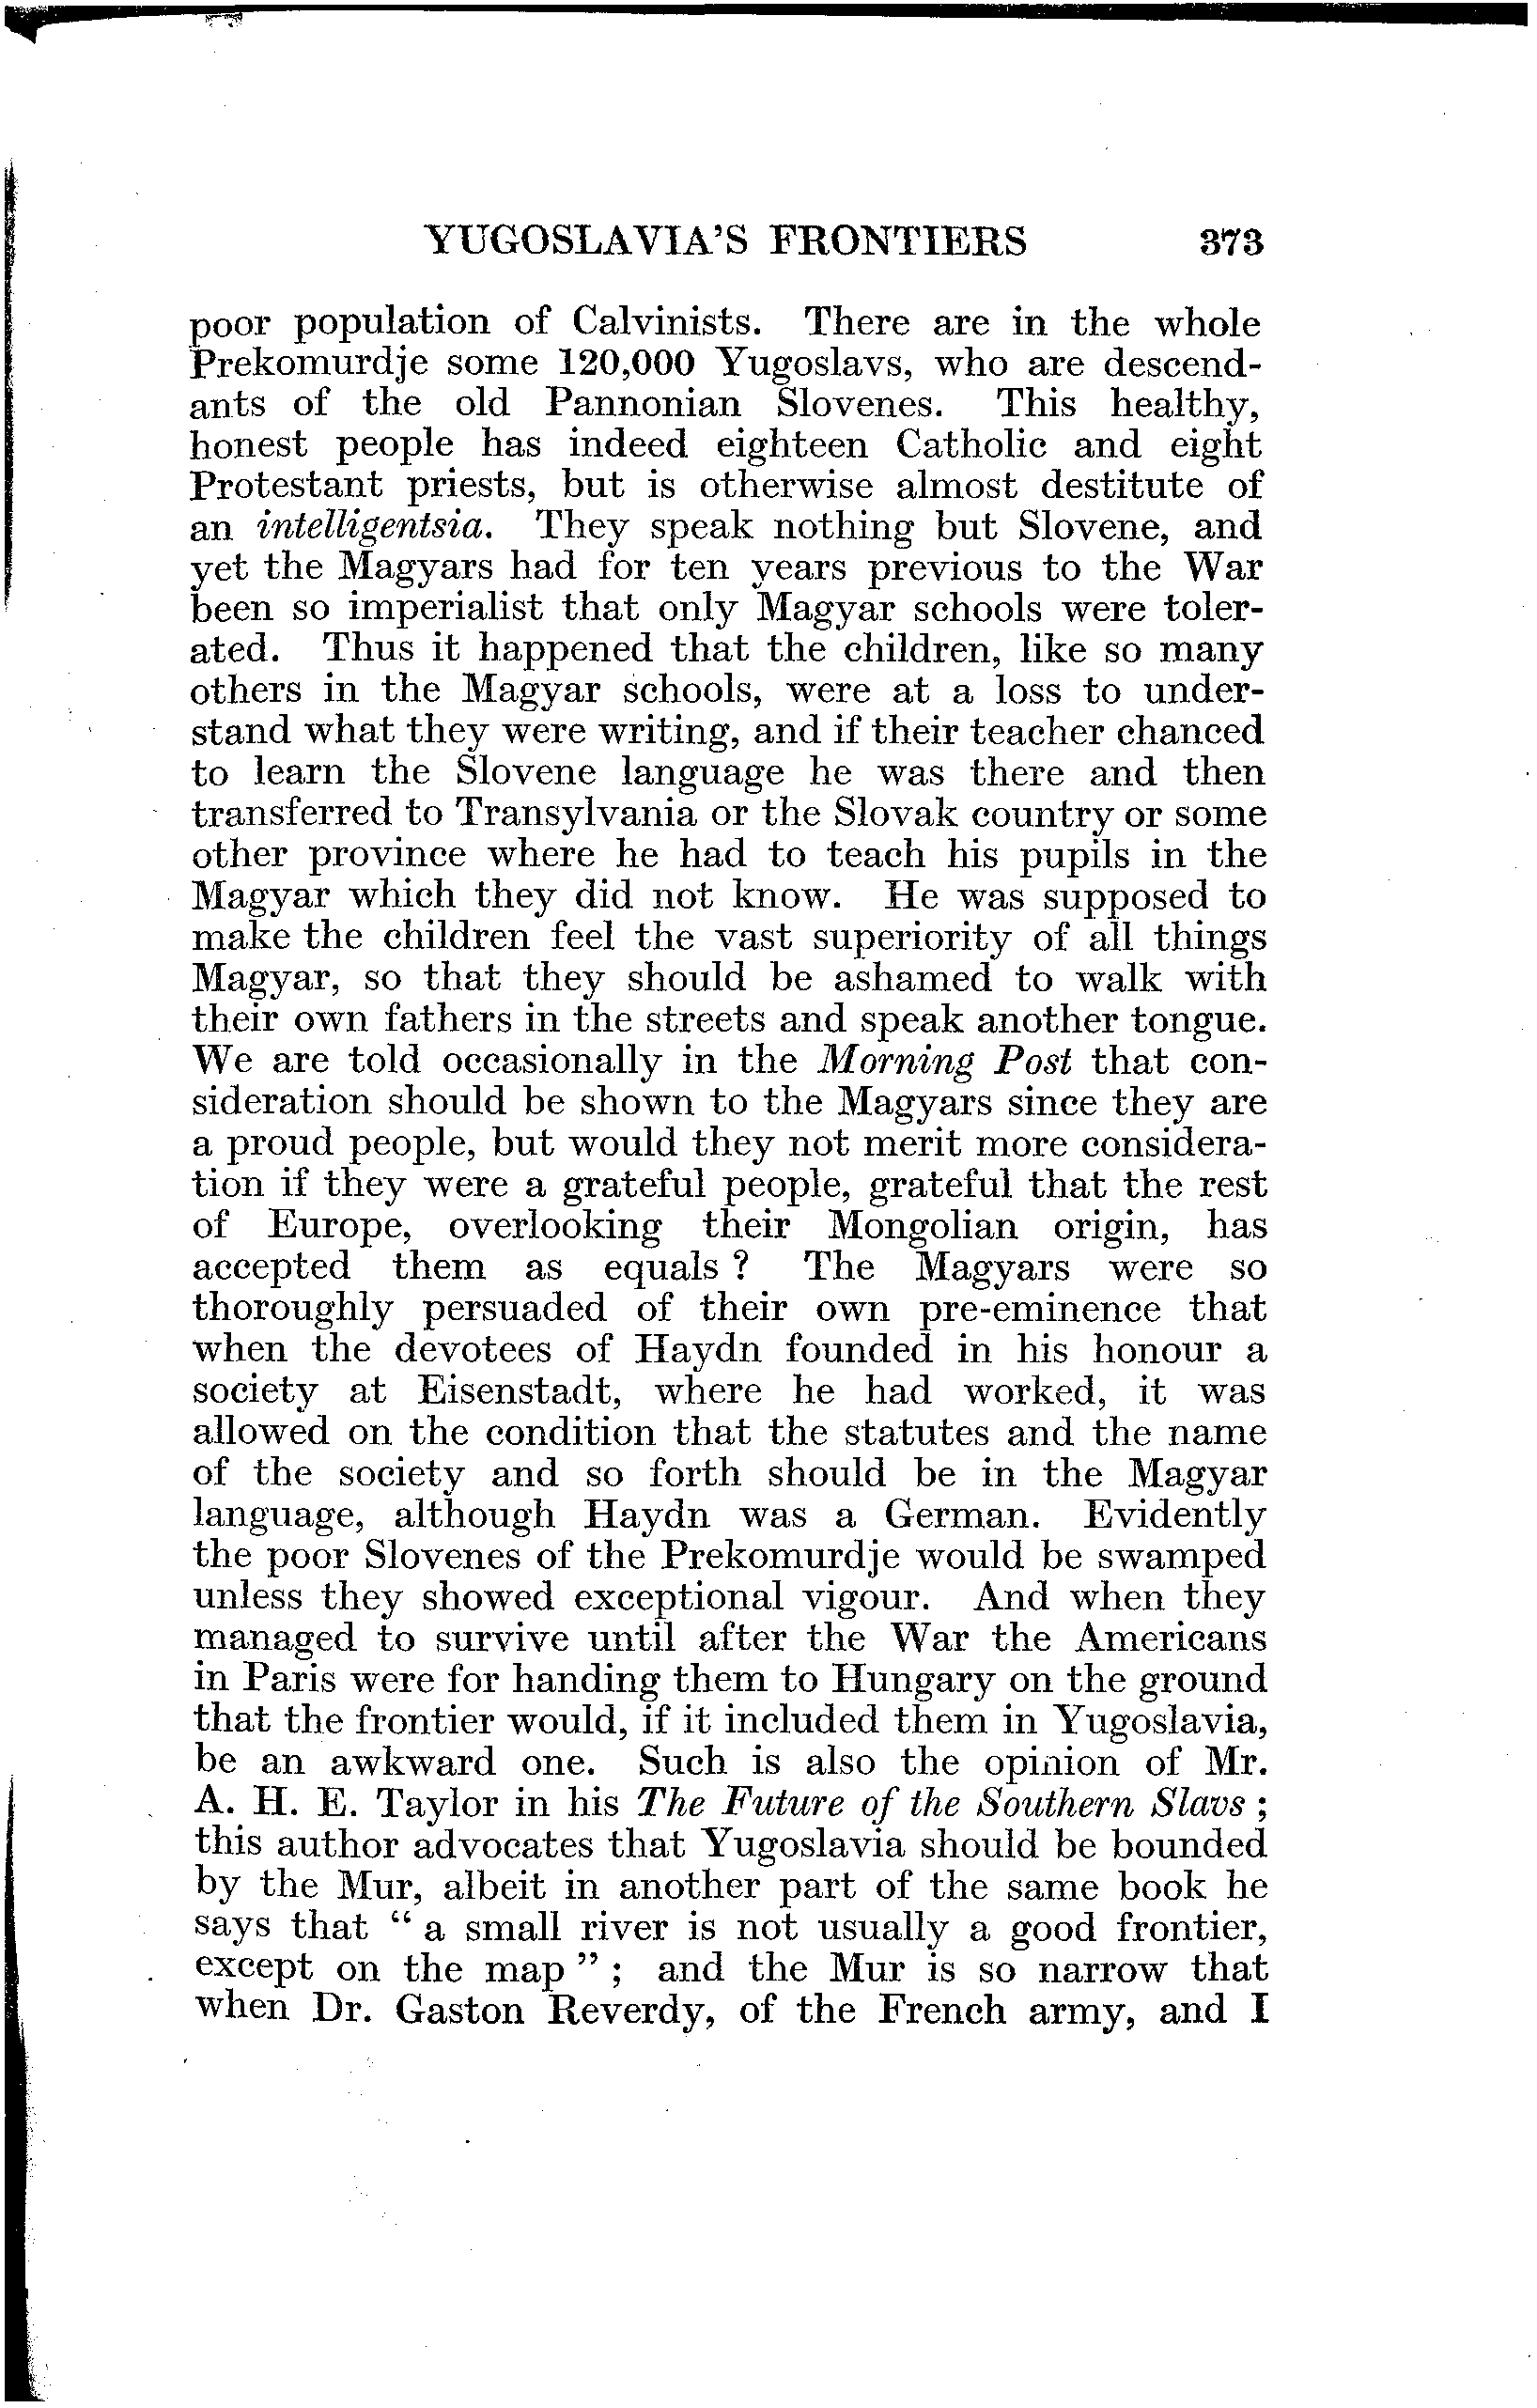 YUGOSLAVIA'S FRONTIERS 373
poor population of Calvinists. There are in the whole
Prekomurdje some 120,000 Yugoslavs, who are descend-
ants of the old Pannonian Slovenes. This healthy,
honest people has indeed eighteen Catholic and eight
Protestant priests, but is otherwise almost destitute of
an intelligentsia. They speak nothing but Slovene, and
yet the Magyars had for ten years previous to the War
been so imperialist that only Magyar schools were toler-
ated. Thus it happened that the children, like so many
others in the Magyar schools, were at a loss to under-
stand what they were writing, and if their teacher chanced
to learn the Slovene language he was there and then
transferred to Transylvania or the Slovak country or some
other province where he had to teach his pupils in the
Magyar which they did not know. He was supposed to
make the children feel the vast superiority of all things
Magyar, so that they should be ashamed to walk with
their own fathers in the streets and speak another tongue.
We are told occasionally in the Morning Post that con-
sideration should be shown to the Magyars since they are
a proud people, but would they not merit more considera-
tion if they were a grateful people, grateful that the rest
of Europe, overlooking their Mongolian origin, has
accepted them as equals ? The Magyars were so
thoroughly persuaded of their own pre-eminence that
when the devotees of Haydn founded in his honour a
society at Eisenstadt, where he had worked, it was
allowed on the condition that the statutes and the name
of the society and so forth should be in the Magyar
language, although Haydn was a German. Evidently
the poor Slovenes of the Prekomurdje would be swamped
unless they showed exceptional vigour. And when they
managed to survive until after the War the Americans
in Paris were for handing them to Hungary on the ground
that the frontier would, if it included them in Yugoslavia,
be an awkward one. Such is also the opinion of Mr.
A. H. E. Taylor in his The Future of the Southern Slavs ;
this author advocates that Yugoslavia should be bounded
by the Mur, albeit in another part of the same book he
says that “ a small river is not usually a good frontier,
except on the map ” ; and the Mur is so narrow that
when Dr. Gaston Reverdy, of the French army, and I